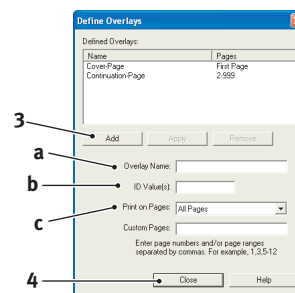 Define Overlays
Defined Overlays:
Name Pages
Cover-Page First Page
Continuation-Page 2-999
3
Add Apply Remove
a Overlay Name:
b ID Value(s):
c Print on Pages: All Pages
Custom Pages:
Enter page numbers and/or page ranges
separated by commas. For example, 1,3,5-12
4 Close Help